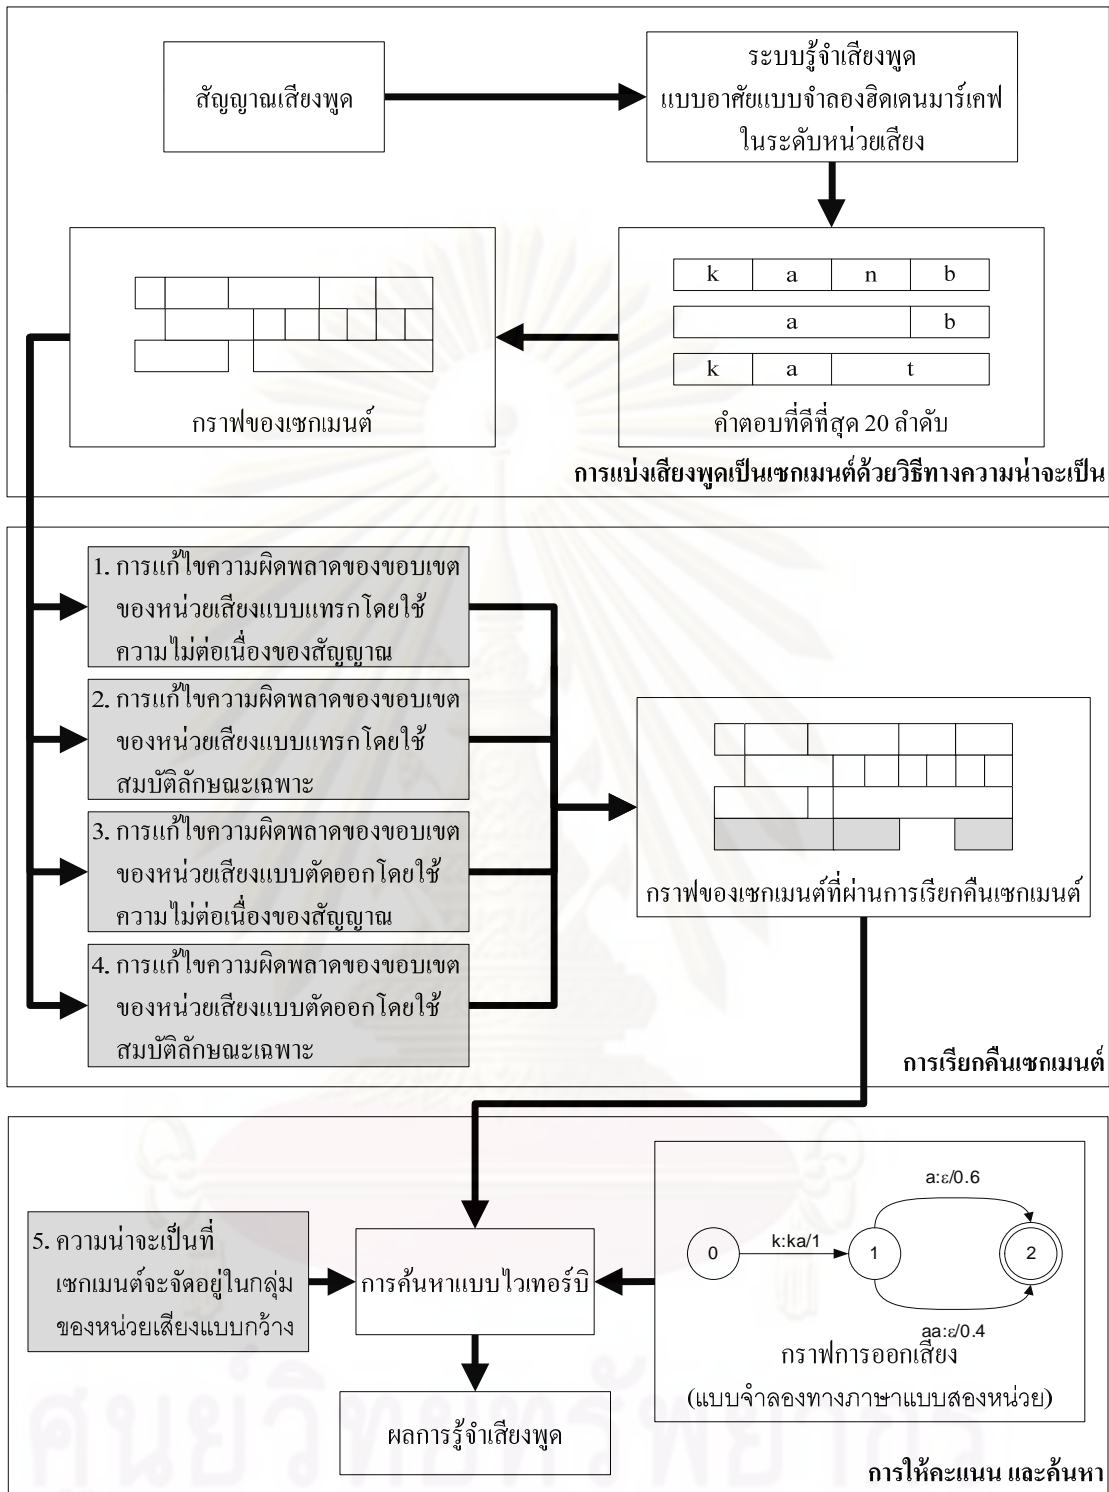 สัญญาณเสียงพูด
ระบบรู้จำเสียงพูด
แบบอาศัยแบบจำลองฮิดเดนมาร์เคฟ
ในระดับหน่วยเสียง
k a n b
a b
k a t
คำตอบที่ดีที่สุด 20 ลำดับ
กราฟของเซกเมนต์
การแบ่งเสียงพูดเป็นเซกเมนต์ด้วยวิธีทางความน่าจะเป็น
1. การแก้ไขความผิดพลาดของขอบเขต
ของหน่วยเสียงแบบแทรกโดยใช้
ความไม่ต่อเนื่องของสัญญาณ
2. การแก้ไขความผิดพลาดของขอบเขต
ของหน่วยเสียงแบบแทรกโดยใช้
สมบัติลักษณะเฉพาะ
3. การแก้ไขความผิดพลาดของขอบเขต
ของหน่วยเสียงแบบตัดออกโดยใช้
ความไม่ต่อเนื่องของสัญญาณ
4. การแก้ไขความผิดพลาดของขอบเขต
ของหน่วยเสียงแบบตัดออกโดยใช้
สมบัติลักษณะเฉพาะ
กราฟของเซกเมนต์ที่ผ่านการเรียกคืนเซกเมนต์
การเรียกคืนเซกเมนต์
5. ความน่าจะเป็นที่
เซกเมนต์จะจัดอยู่ในกลุ่ม
ของหน่วยเสียงแบบกว้าง
การค้นหาแบบไวเทอร์บิ
ผลการรู้จำเสียงพูด
a:ε/0.6
0 k:ka/1 1 2
aa:ε/0.4
กราฟการออกเสียง
(แบบจำลองทางภาษาแบบสองหน่วย)
การให้คะแนน และค้นหา
ศูนย์วิทยทรัพยากร